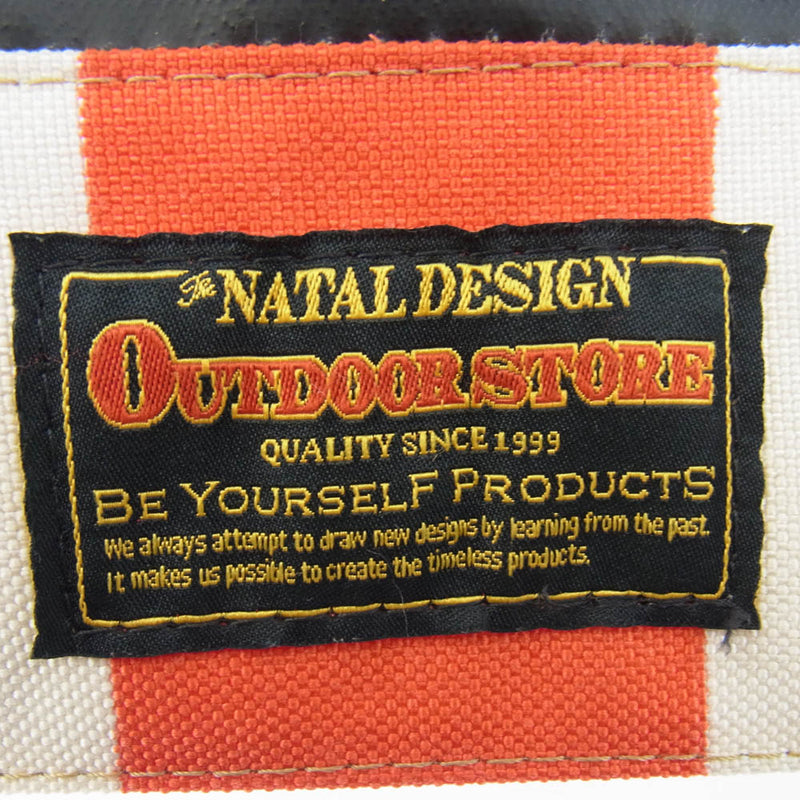 The NATAL DESIGN
OUTDOOR STORE
QUALITY SINCE 1999
BE YOURSELF PRODUCTS
We always attempt to draw new designs by learning from the past.
It makes us possible to create the timeless products.